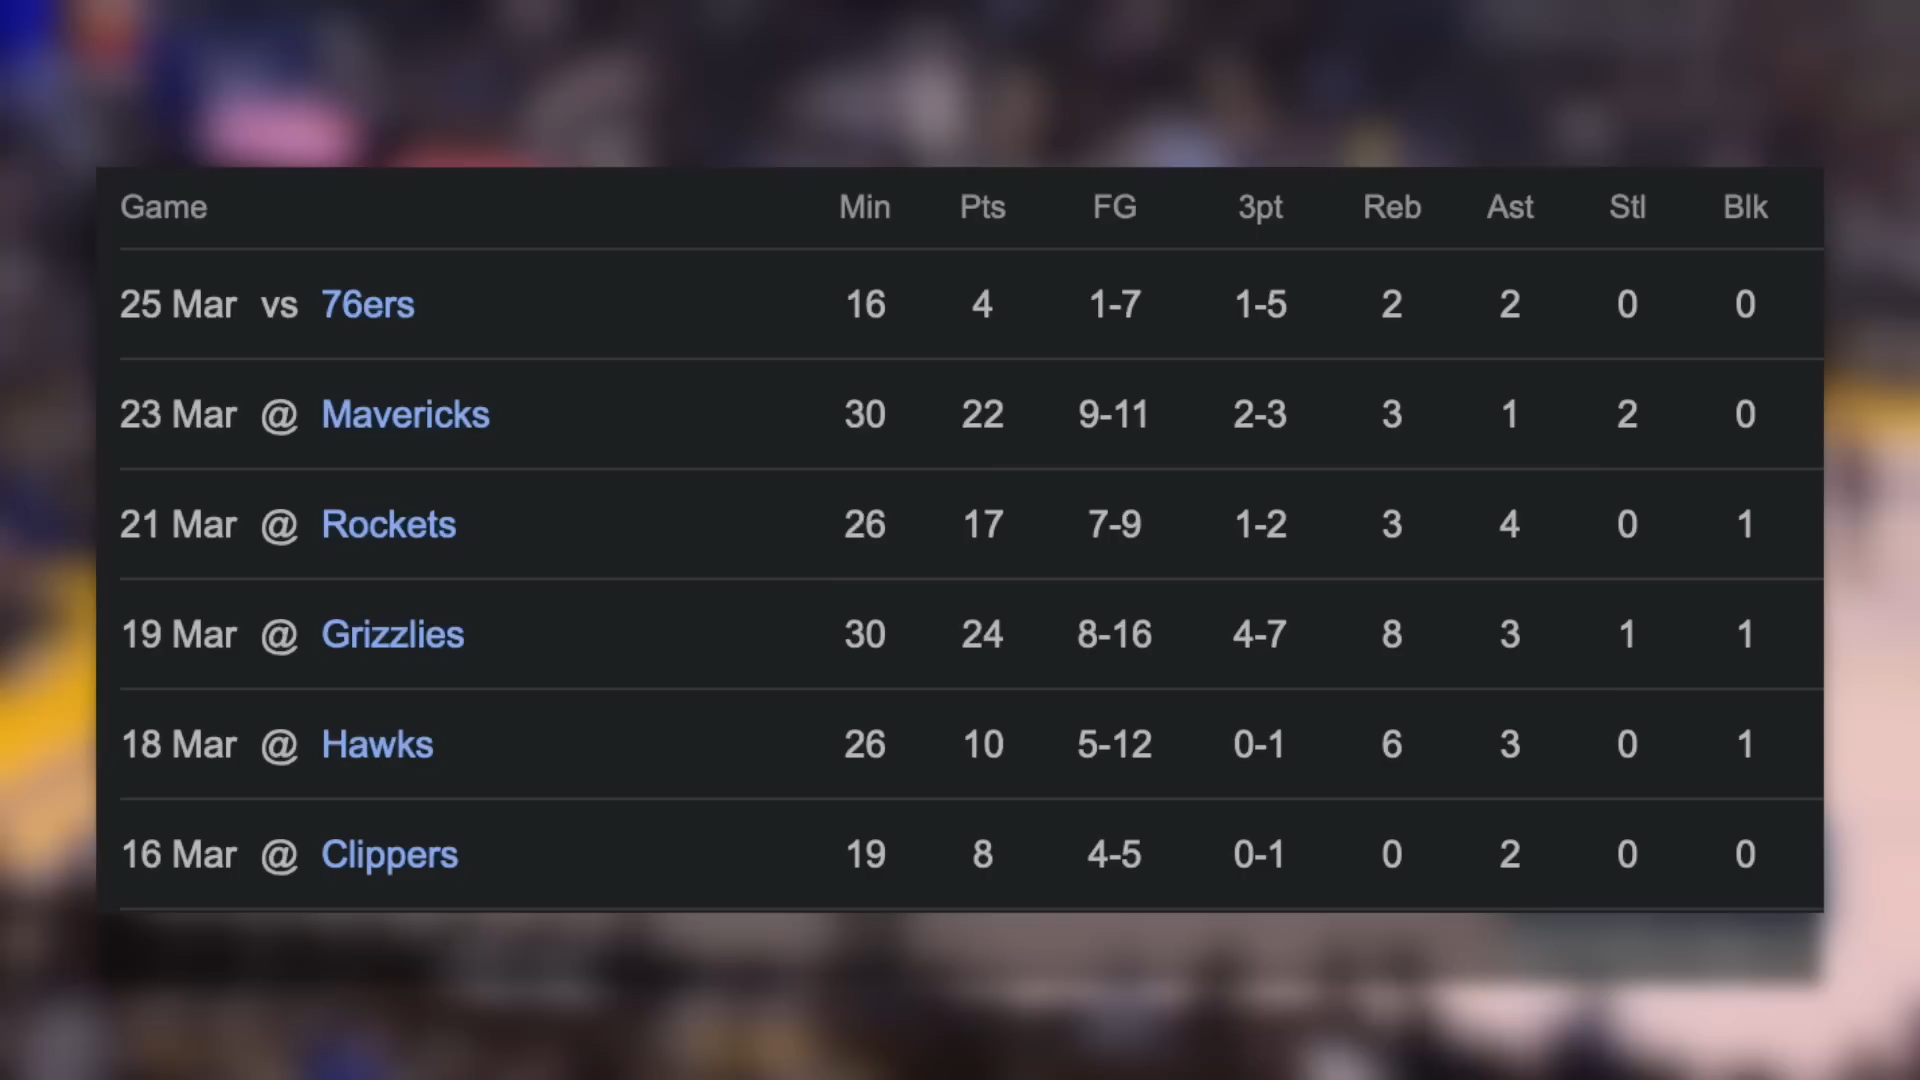 Game Min Pts FG 3pt Reb Ast Stl Blk
25 Mar vs 76ers 16 4 1-7 1-5 2 2 0 0
23 Mar @ Mavericks 30 22 9-11 2-3 3 1 2 0
21 Mar @ Rockets 26 17 7-9 1-2 3 4 0 1
19 Mar @ Grizzlies 30 24 8-16 4-7 8 3 1 1
18 Mar @ Hawks 26 10 5-12 0-1 6 3 0 1
16 Mar @ Clippers 19 8 4-5 0-1 0 2 0 0